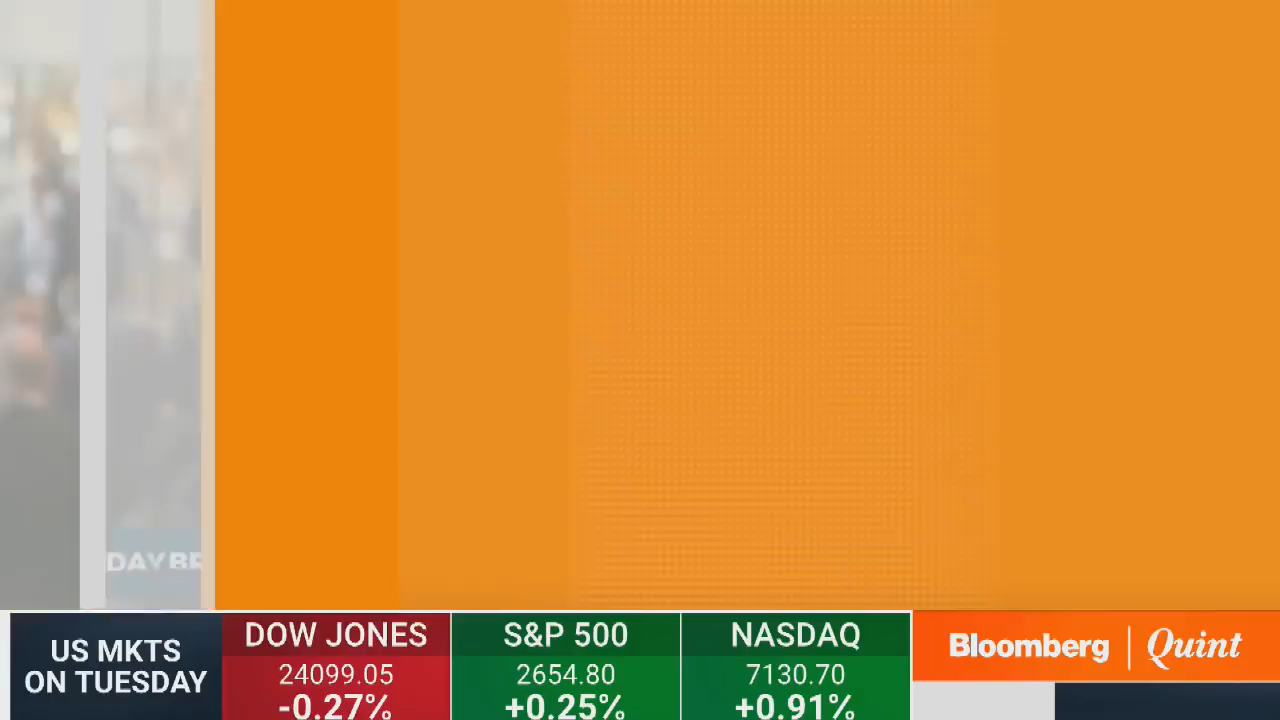 DAYBR
US MKTS
ON TUESDAY
DOW JONES
24099.05
-0.27%
S&P 500
2654.80
+0.25%
NASDAQ
7130.70
+0.91%
Bloomberg | Quint